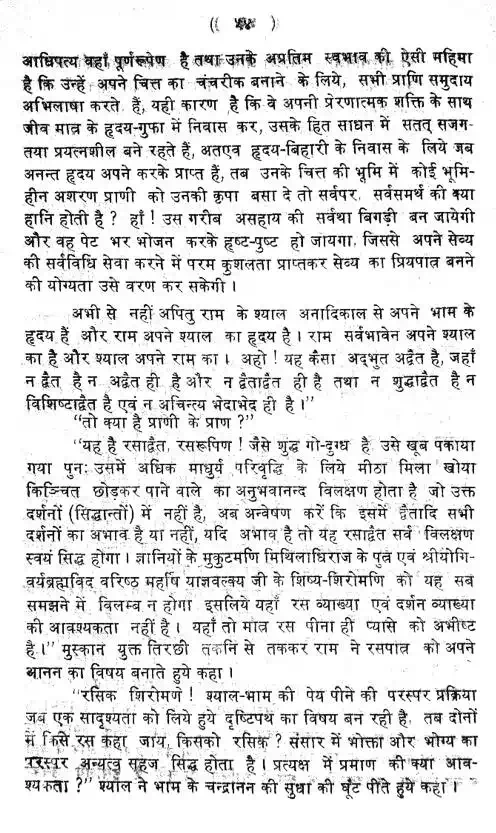 ( ५४ )
आधिपत्य वहाँ पूर्णरूपेण है तथा उनके अप्रतिम स्वभाव की ऐसी महिमा
है कि उन्हें अपने चित्त का चंचरीक बनाने के लिये, सभी प्राणि समुदाय
अभिलाषा करते हैं, यही कारण है कि वे अपनी प्रेरणात्मक शक्ति के साथ
जीव मात्र के हृदय-गुफा में निवास कर, उसके हित साधन में सतत् सजग-
तया प्रयत्नशील बने रहते हैं, अतएव हृदय-बिहारी के निवास के लिये जब
अनन्त हृदय अपने करके प्राप्त हैं, तब उनके चित्त की भूमि में कोई भूमि-
हीन अशरण प्राणी को उनकी कृपा बसा दे तो सर्वपर, सर्वसमर्थ की क्या
हानि होती है ? हाँ ! उस गरीब असहाय की सर्वथा बिगड़ी बन जायेगी
और वह पेट भर भोजन करके हृष्ट-पुष्ट हो जायगा, जिससे अपने सेव्य
की सर्वविधि सेवा करने में परम कुशलता प्राप्तकर सेव्य का प्रियपात्र बनने
की योग्यता उसे वरण कर सकेगी ।
अभी से नहीं अपितु राम के श्याल अनादिकाल से अपने भाम के
हृदय हैं और राम अपने श्याल का हृदय है । राम सर्वभावेन अपने श्याल
का है और श्याल अपने राम का । अहो ! यह कैसा अद्भुत अद्वैत है, जहाँ
न द्वैत है न अद्वैत ही है और न द्वैताद्वैत ही है तथा न शुद्धाद्वैत है न
विशिष्टाद्वैत है एवं न अचिन्त्य भेदाभेद ही है ।"
"तो क्या है प्राणी के प्राण ?"
"यह है रसाद्वैत, रसरूपिण ! जैसे शुद्ध गो-दुग्ध है उसे खूब पकाया
गया पुनः उसमें अधिक माधुर्य परिवृद्धि के लिये मीठा मिला खोया
किञ्चित छोड़कर पाने वाले का अनुभवानन्द विलक्षण होता है जो उक्त
दर्शनों (सिद्धान्तों) में नहीं है, अब अन्वेषण करें कि इसमें द्वैतादि सभी
दर्शनों का अभाव है या नहीं, यदि अभाव है तो यह रसाद्वैत सर्व विलक्षण
स्वयं सिद्ध होगा । ज्ञानियों के मुकुटमणि मिथिलाधिराज के पुत्र एवं श्रीयोगि-
वर्यब्रह्मविद वरिष्ठ महर्षि याज्ञवल्क्य जी के शिष्य-शिरोमणि को यह सब
समझने में विलम्ब न होगा इसलिये यहाँ रस व्याख्या एवं दर्शन व्याख्या
की आवश्यकता नहीं है । यहाँ तो मात्र रस पीना ही प्यासे को अभीष्ट
है ।" मुस्कान युक्त तिरछी तकनि से तककर राम ने रसपात्र को अपने
आनन का विषय बनाते हुये कहा ।
"रसिक शिरोमणे ! श्याल-भाम की पेय पीने की परस्पर प्रक्रिया
जब एक सादृश्यता को लिये हुये दृष्टिपथ का विषय बन रही है, तब दोनों
में किसे रस कहा जाय, किसको रसिक ? संसार में भोक्ता और भोग्य का
परस्पर अन्यत्व सहज सिद्ध होता है । प्रत्यक्ष में प्रमाण की क्या आव-
श्यकता ?" श्याल ने भाम के चन्द्रानन की सुधा की घूंट पीते हुये कहा ।